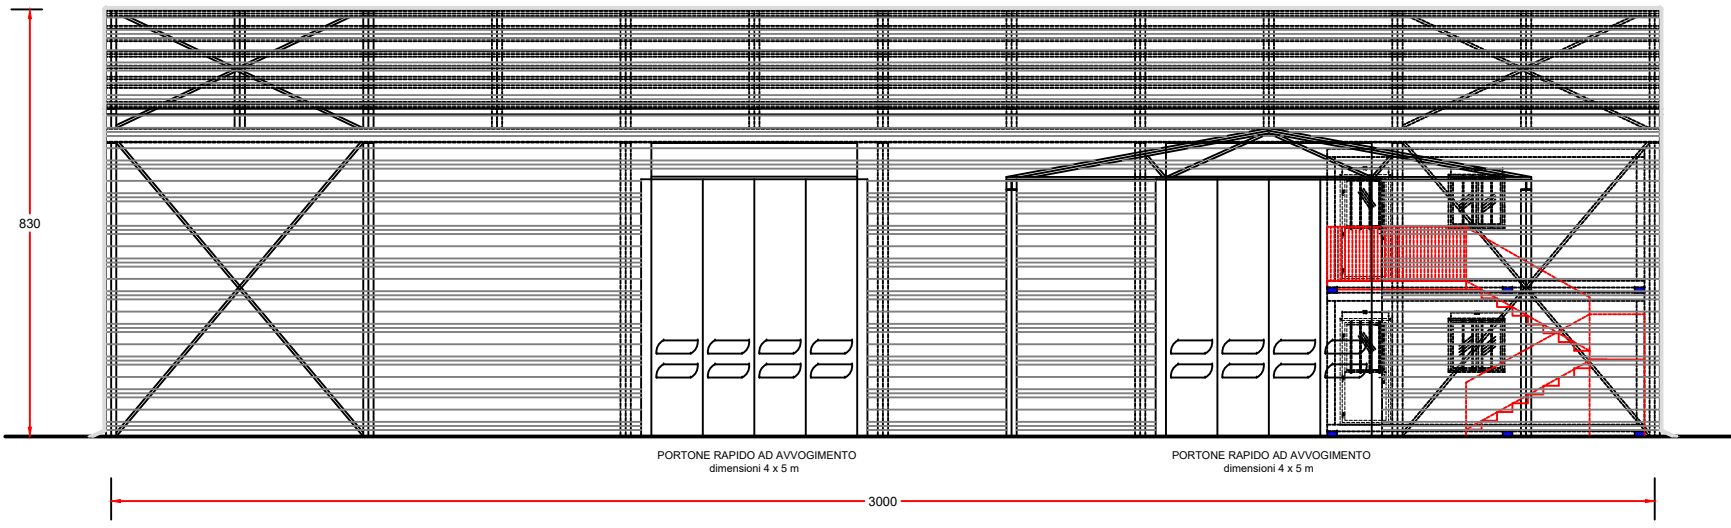 830
PORTONE RAPIDO AD AVVOGIMENTO
dimensioni 4 x 5 m
PORTONE RAPIDO AD AVVOGIMENTO
dimensioni 4 x 5 m
3000